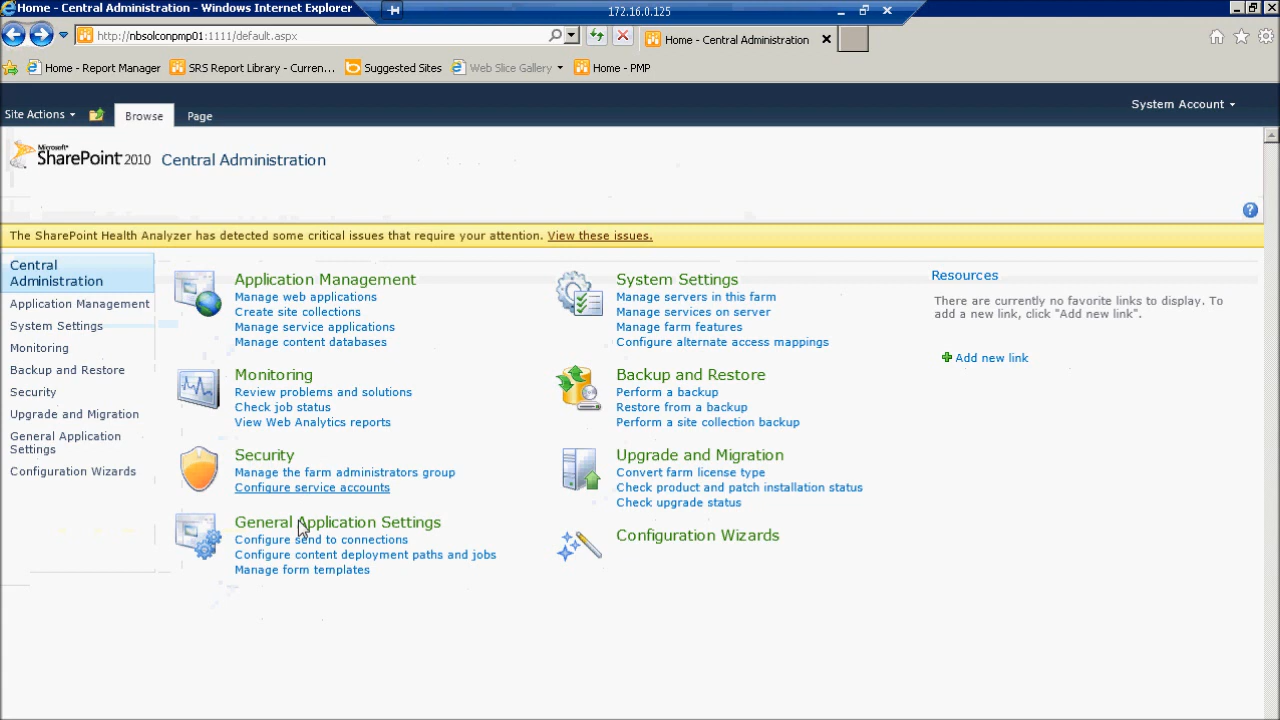 Home - Central Administration - Windows Internet Explorer
172.16.0.125
http://nbsolconpmp01:1111/default.aspx
Home - Central Administration
Home - Report Manager
SRS Report Library - Curren...
Suggested Sites
Web Slice Gallery
Home - PMP
Site Actions
Browse
Page
System Account
Microsoft SharePoint 2010 Central Administration
The SharePoint Health Analyzer has detected some critical issues that require your attention. View these issues.
Central
Administration
Application Management
System Settings
Monitoring
Backup and Restore
Security
Upgrade and Migration
General Application
Settings
Configuration Wizards
Application Management
Manage web applications
Create site collections
Manage service applications
Manage content databases
Monitoring
Review problems and solutions
Check job status
View Web Analytics reports
Security
Manage the farm administrators group
Configure service accounts
General Application Settings
Configure send to connections
Configure content deployment paths and jobs
Manage form templates
System Settings
Manage servers in this farm
Manage services on server
Manage farm features
Configure alternate access mappings
Backup and Restore
Perform a backup
Restore from a backup
Perform a site collection backup
Upgrade and Migration
Convert farm license type
Check product and patch installation status
Check upgrade status
Configuration Wizards
Resources
There are currently no favorite links to display. To
add a new link, click "Add new link".
Add new link